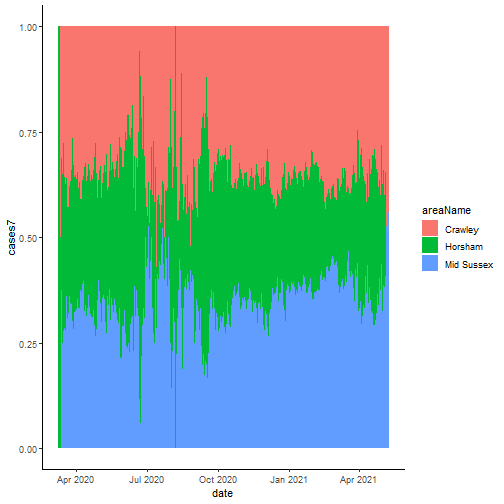 1.00
0.75
0.50
0.25
0.00
cases7
Apr 2020
Jul 2020
Oct 2020
Jan 2021
Apr 2021
date
areaName
Crawley
Horsham
Mid Sussex